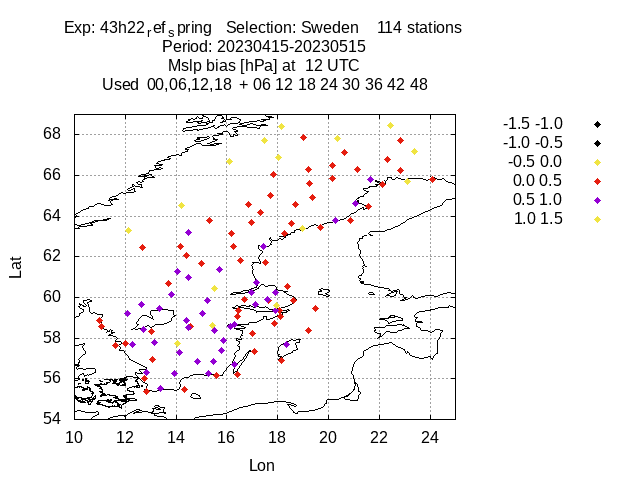 Exp: 43h22ref spring Selection: Sweden 114 stations
Period: 20230415-20230515
Mslp bias [hPa] at 12 UTC
Used 00,06,12,18 + 06 12 18 24 30 36 42 48
-1.5 -1.0
-1.0 -0.5
-0.5 0.0
0.0 0.5
0.5 1.0
1.0 1.5
68
66
64
62
60
58
56
54
Lat
10 12 14 16 18 20 22 24
Lon